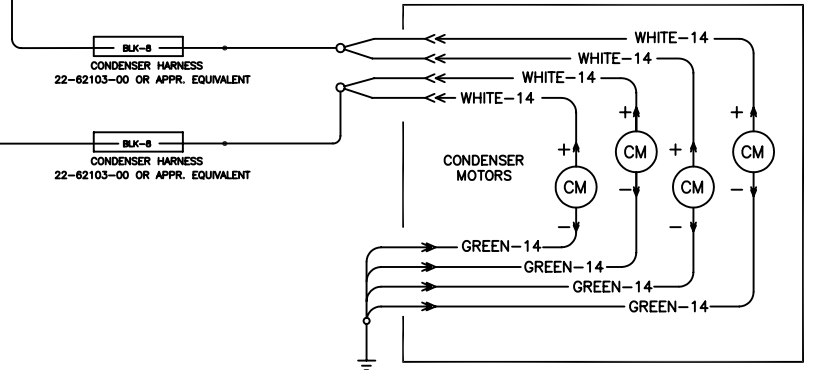 BLK-8
CONDENSER HARNESS
22-62103-00 OR APPR. EQUIVALENT
BLK-8
CONDENSER HARNESS
22-62103-00 OR APPR. EQUIVALENT
WHITE-14
WHITE-14
WHITE-14
WHITE-14
CONDENSER
MOTORS
+
CM
-
+
CM
-
+
CM
-
+
CM
-
GREEN-14
GREEN-14
GREEN-14
GREEN-14